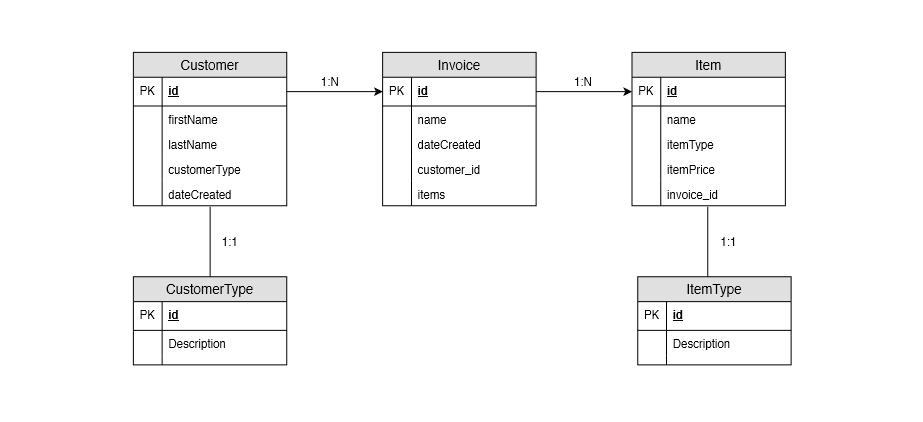 Customer
PK id
firstName
lastName
customerType
dateCreated
1:N
Invoice
PK id
name
dateCreated
customer_id
items
1:N
Item
PK id
name
itemType
itemPrice
invoice_id
1:1
1:1
CustomerType
PK id
Description
ItemType
PK id
Description